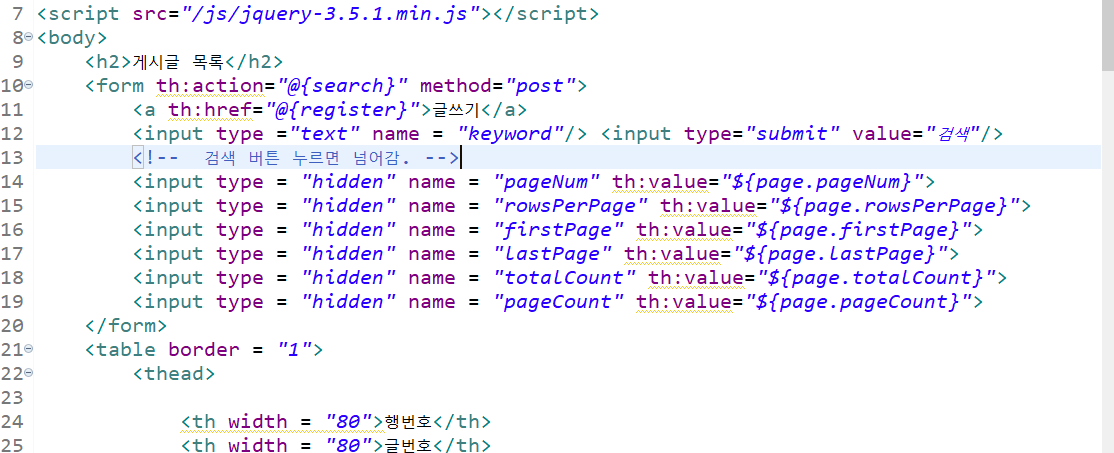 7 <script src="/js/jquery-3.5.1.min.js"></script>
8 <body>
9 <h2>게시글 목록</h2>
10 <form th:action="@{search}" method="post">
11 <a th:href="@{register}">글쓰기</a>
12 <input type ="text" name = "keyword"/> <input type="submit" value="검색"/>
13 <!--  검색 버튼 누르면 넘어감. -->
14 <input type = "hidden" name = "pageNum" th:value="${page.pageNum}">
15 <input type = "hidden" name = "rowsPerPage" th:value="${page.rowsPerPage}">
16 <input type = "hidden" name = "firstPage" th:value="${page.firstPage}">
17 <input type = "hidden" name = "lastPage" th:value="${page.lastPage}">
18 <input type = "hidden" name = "totalCount" th:value="${page.totalCount}">
19 <input type = "hidden" name = "pageCount" th:value="${page.pageCount}">
20 </form>
21 <table border = "1">
22 <thead>
23
24 <th width = "80">행번호</th>
25 <th width = "80">글번호</th>